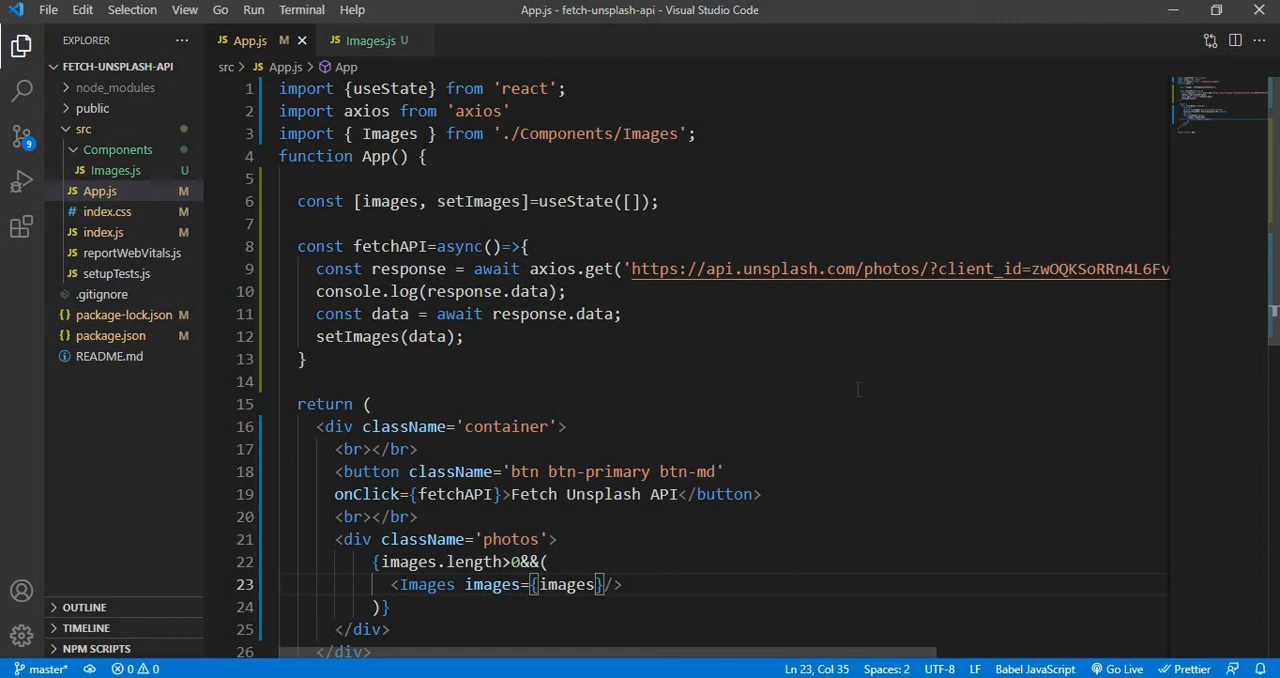 File Edit Selection View Go Run Terminal Help
App.js - fetch-unsplash-api - Visual Studio Code
EXPLORER
FETCH-UNSPLASH-API
node_modules
public
src
Components
JS Images.js U
JS App.js M
# index.css M
JS index.js M
JS reportWebVitals.js
JS setupTests.js
.gitignore
{} package-lock.json M
{} package.json M
README.md
OUTLINE
TIMELINE
NPM SCRIPTS
9
JS App.js M
JS Images.js U
src > JS App.js > App
1 import {useState} from 'react';
2 import axios from 'axios'
3 import { Images } from './Components/Images';
4 function App() {
5
6 const [images, setImages]=useState([]);
7
8 const fetchAPI=async()=>{
9 const response = await axios.get('https://api.unsplash.com/photos/?client_id=zwOQKSoRRn4L6Fv
10 console.log(response.data);
11 const data = await response.data;
12 setImages(data);
13 }
14
15 return (
16 <div className='container'>
17 <br></br>
18 <button className='btn btn-primary btn-md'
19 onClick={fetchAPI}>Fetch Unsplash API</button>
20 <br></br>
21 <div className='photos'>
22 {images.length>0&&(
23 <Images images={images}/>
24 )}
25 </div>
26 </div>
master* 0 0 Ln 23, Col 35 Spaces: 2 UTF-8 LF Babel JavaScript Go Live Prettier